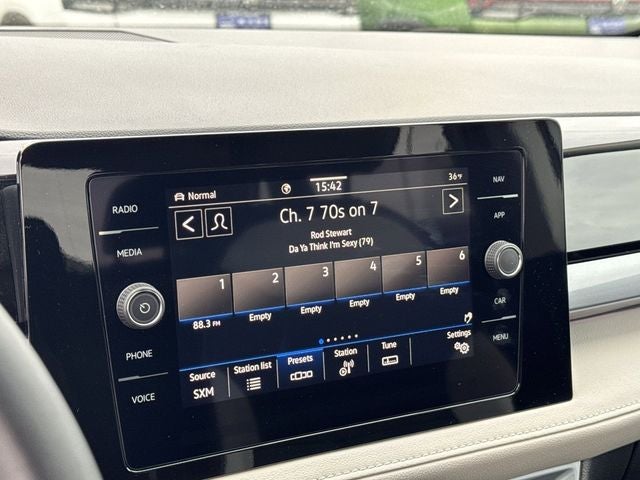 RADIO
MEDIA
PHONE
VOICE
Normal
15:42
36°F
Ch. 7 70s on 7
Rod Stewart
Da Ya Think I'm Sexy (79)
1 2 3 4 5 6
88.3 FM Empty Empty Empty Empty Empty
Source
SXM
Station list
Presets
Station
Tune
Settings
NAV
APP
CAR
MENU